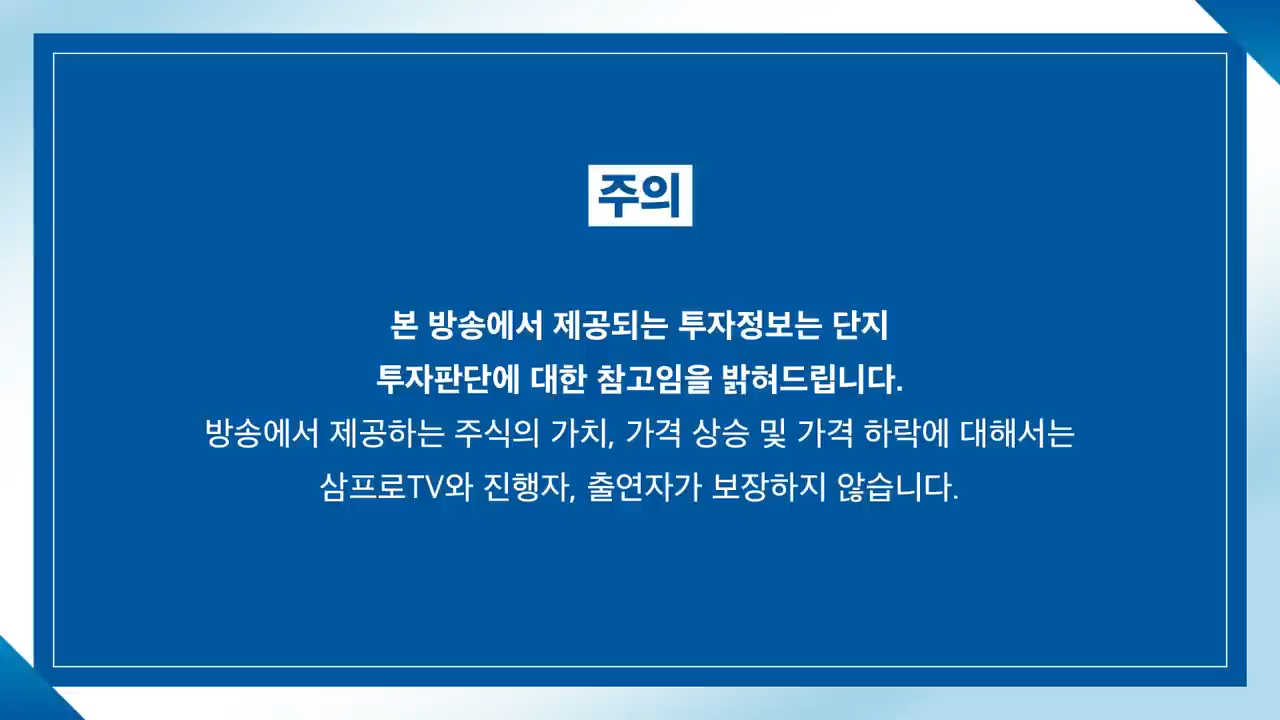 주의
본 방송에서 제공되는 투자정보는 단지
투자판단에 대한 참고임을 밝혀드립니다.
방송에서 제공하는 주식의 가치, 가격 상승 및 가격 하락에 대해서는
삼프로TV와 진행자, 출연자가 보장하지 않습니다.